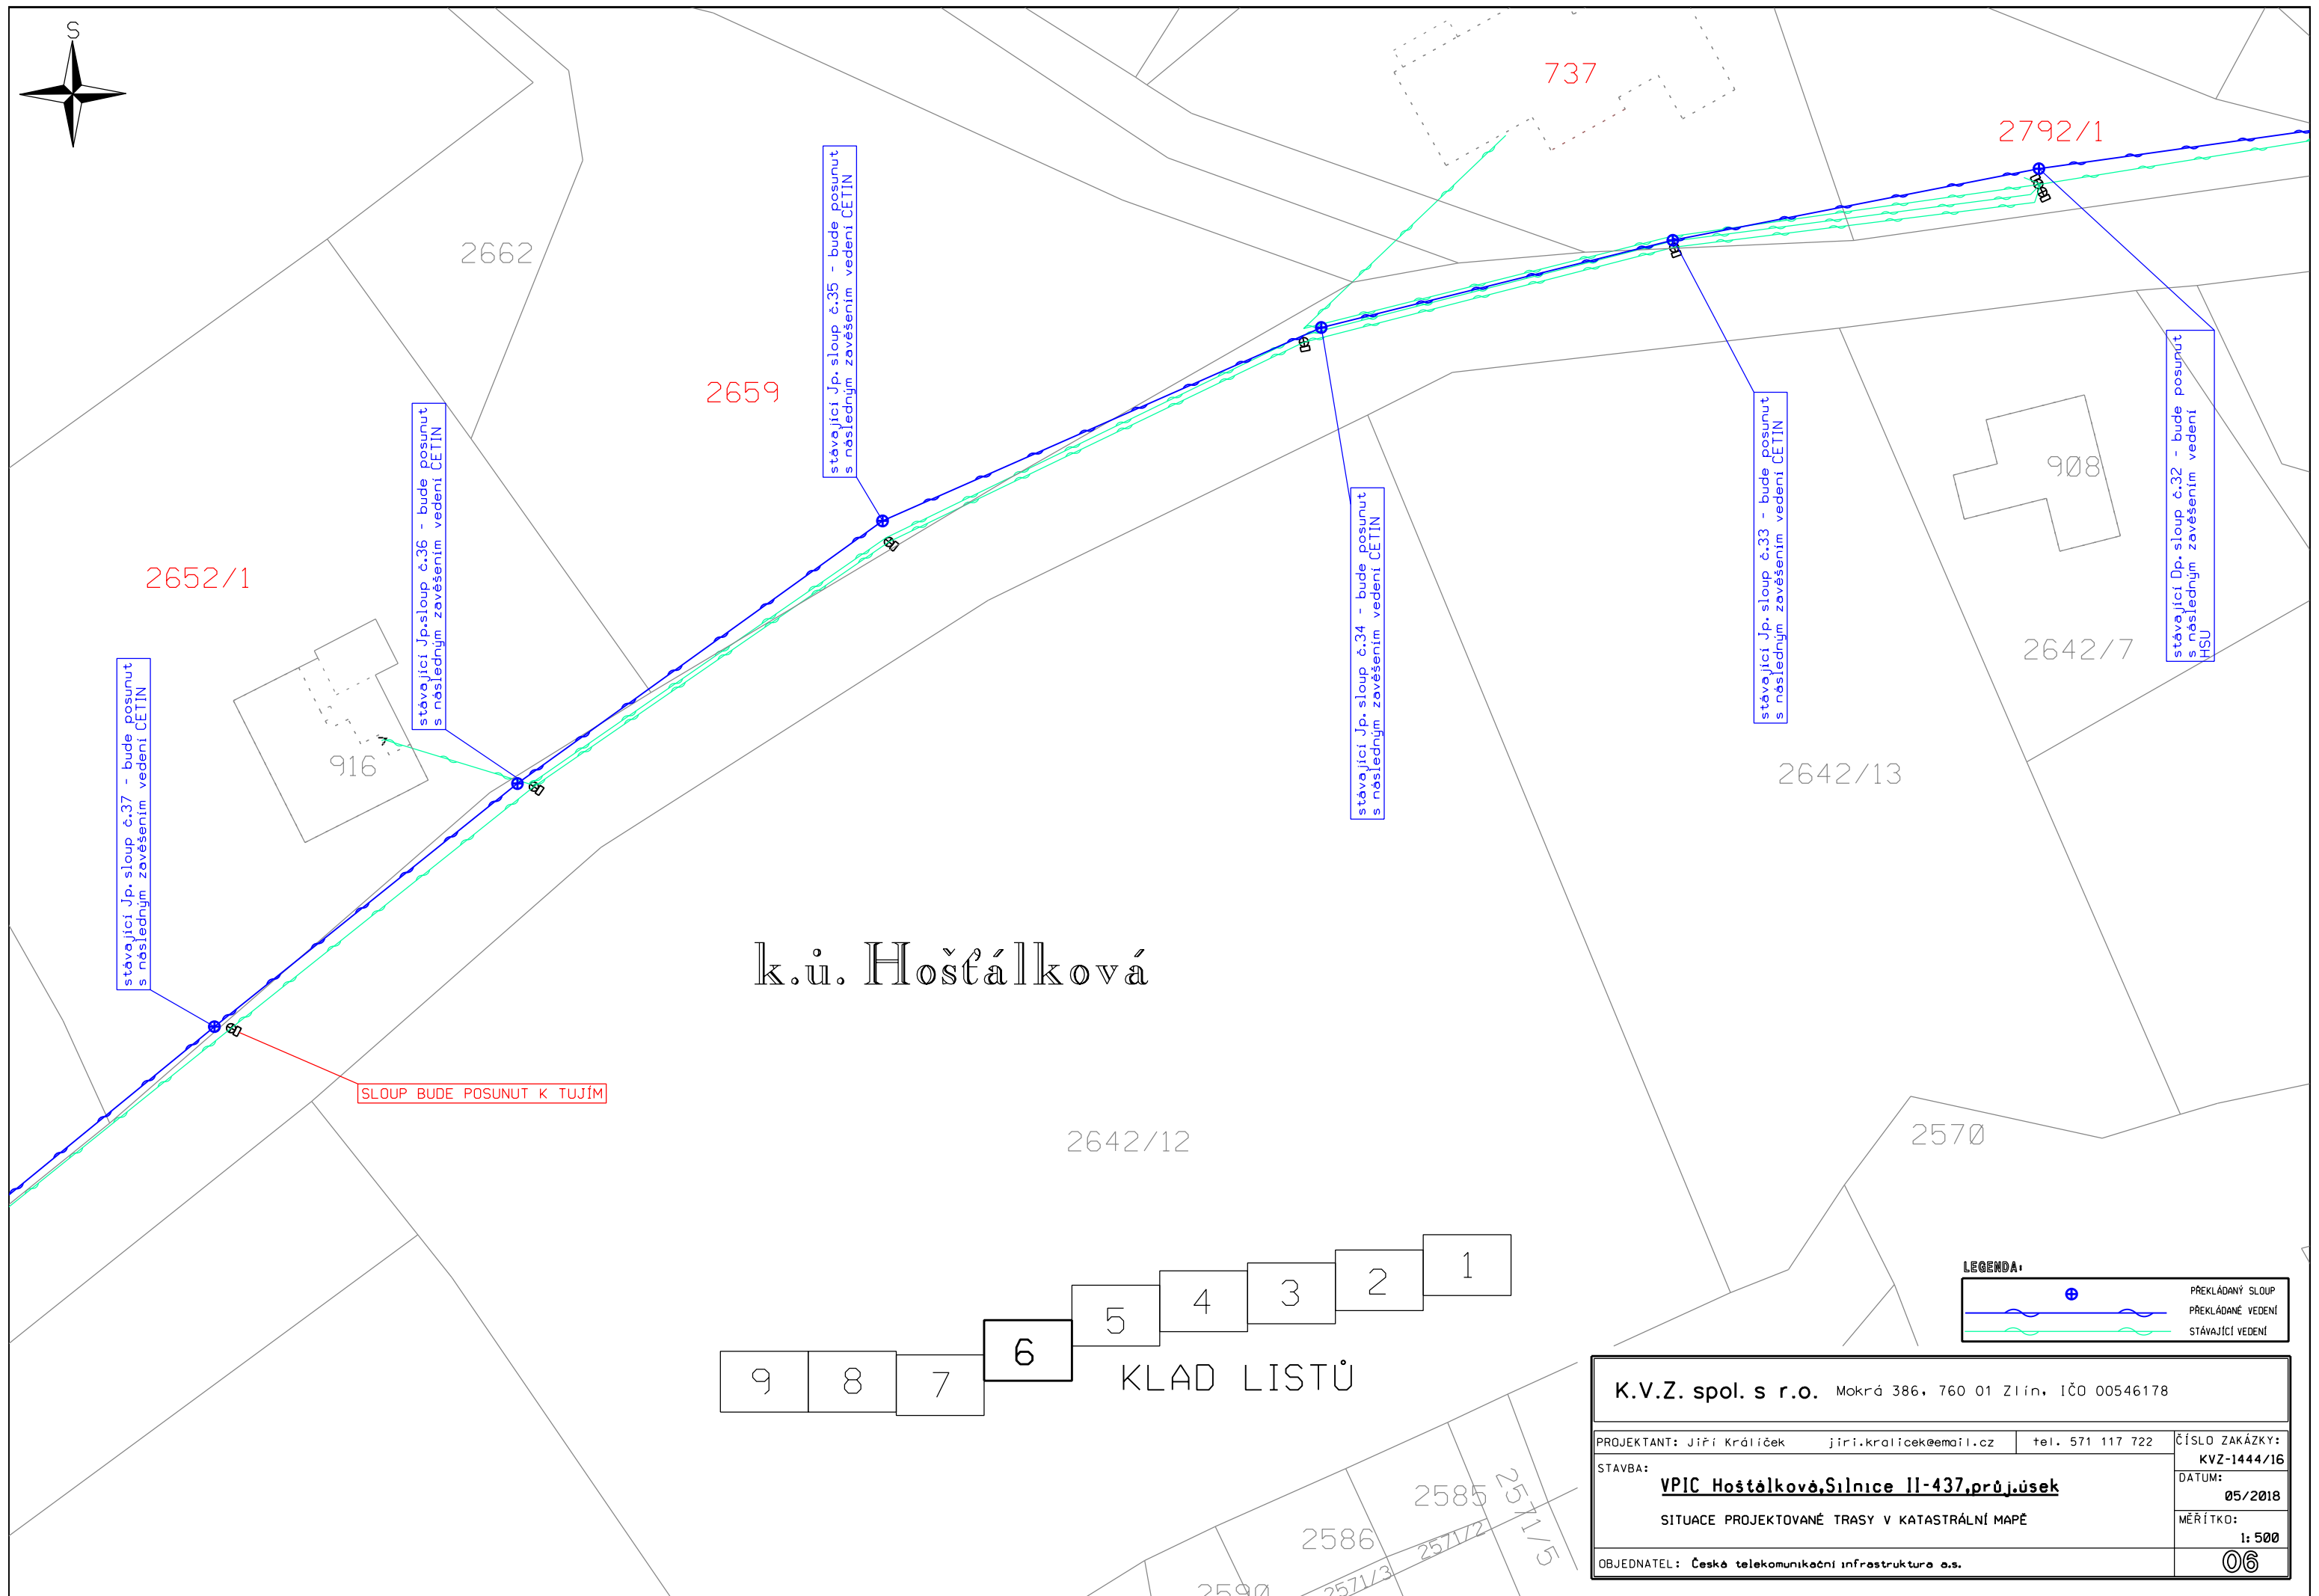 S
737
2792/1
2662
2659
2652/1
916
908
2642/7
2642/13
2642/12
2570
2585
2586
2590
2571/2
2571/3
2571/5
stávající Jp.sloup č.37 - bude posunut
s následným zavěšením vedení CETIN
stávající Jp.sloup č.36 - bude posunut
s následným zavěšením vedení CETIN
stávající Jp.sloup č.35 - bude posunut
s následným zavěšením vedení CETIN
stávající Jp.sloup č.34 - bude posunut
s následným zavěšením vedení CETIN
stávající Jp.sloup č.33 - bude posunut
s následným zavěšením vedení CETIN
stávající Dp.sloup č.32 - bude posunut
s následným zavěšením vedení
HSU
SLOUP BUDE POSUNUT K TUJÍM
k.ú. Hošťálková
9
8
7
6
5
4
3
2
1
KLAD LISTŮ
LEGENDA:
PŘEKLÁDANÝ SLOUP
PŘEKLÁDANÉ VEDENÍ
STÁVAJÍCÍ VEDENÍ
K.V.Z. spol. s r.o. Mokrá 386, 760 01 Zlín, IČO 00546178
PROJEKTANT: Jiří Králíček jiri.kralicek@email.cz tel. 571 117 722
ČÍSLO ZAKÁZKY:
KVZ-1444/16
STAVBA:
VPIC Hošťálková,Silnice II-437,průj.úsek
SITUACE PROJEKTOVANÉ TRASY V KATASTRÁLNÍ MAPĚ
DATUM:
05/2018
MĚŘÍTKO:
1:500
OBJEDNATEL: Česká telekomunikační infrastruktura a.s.
06